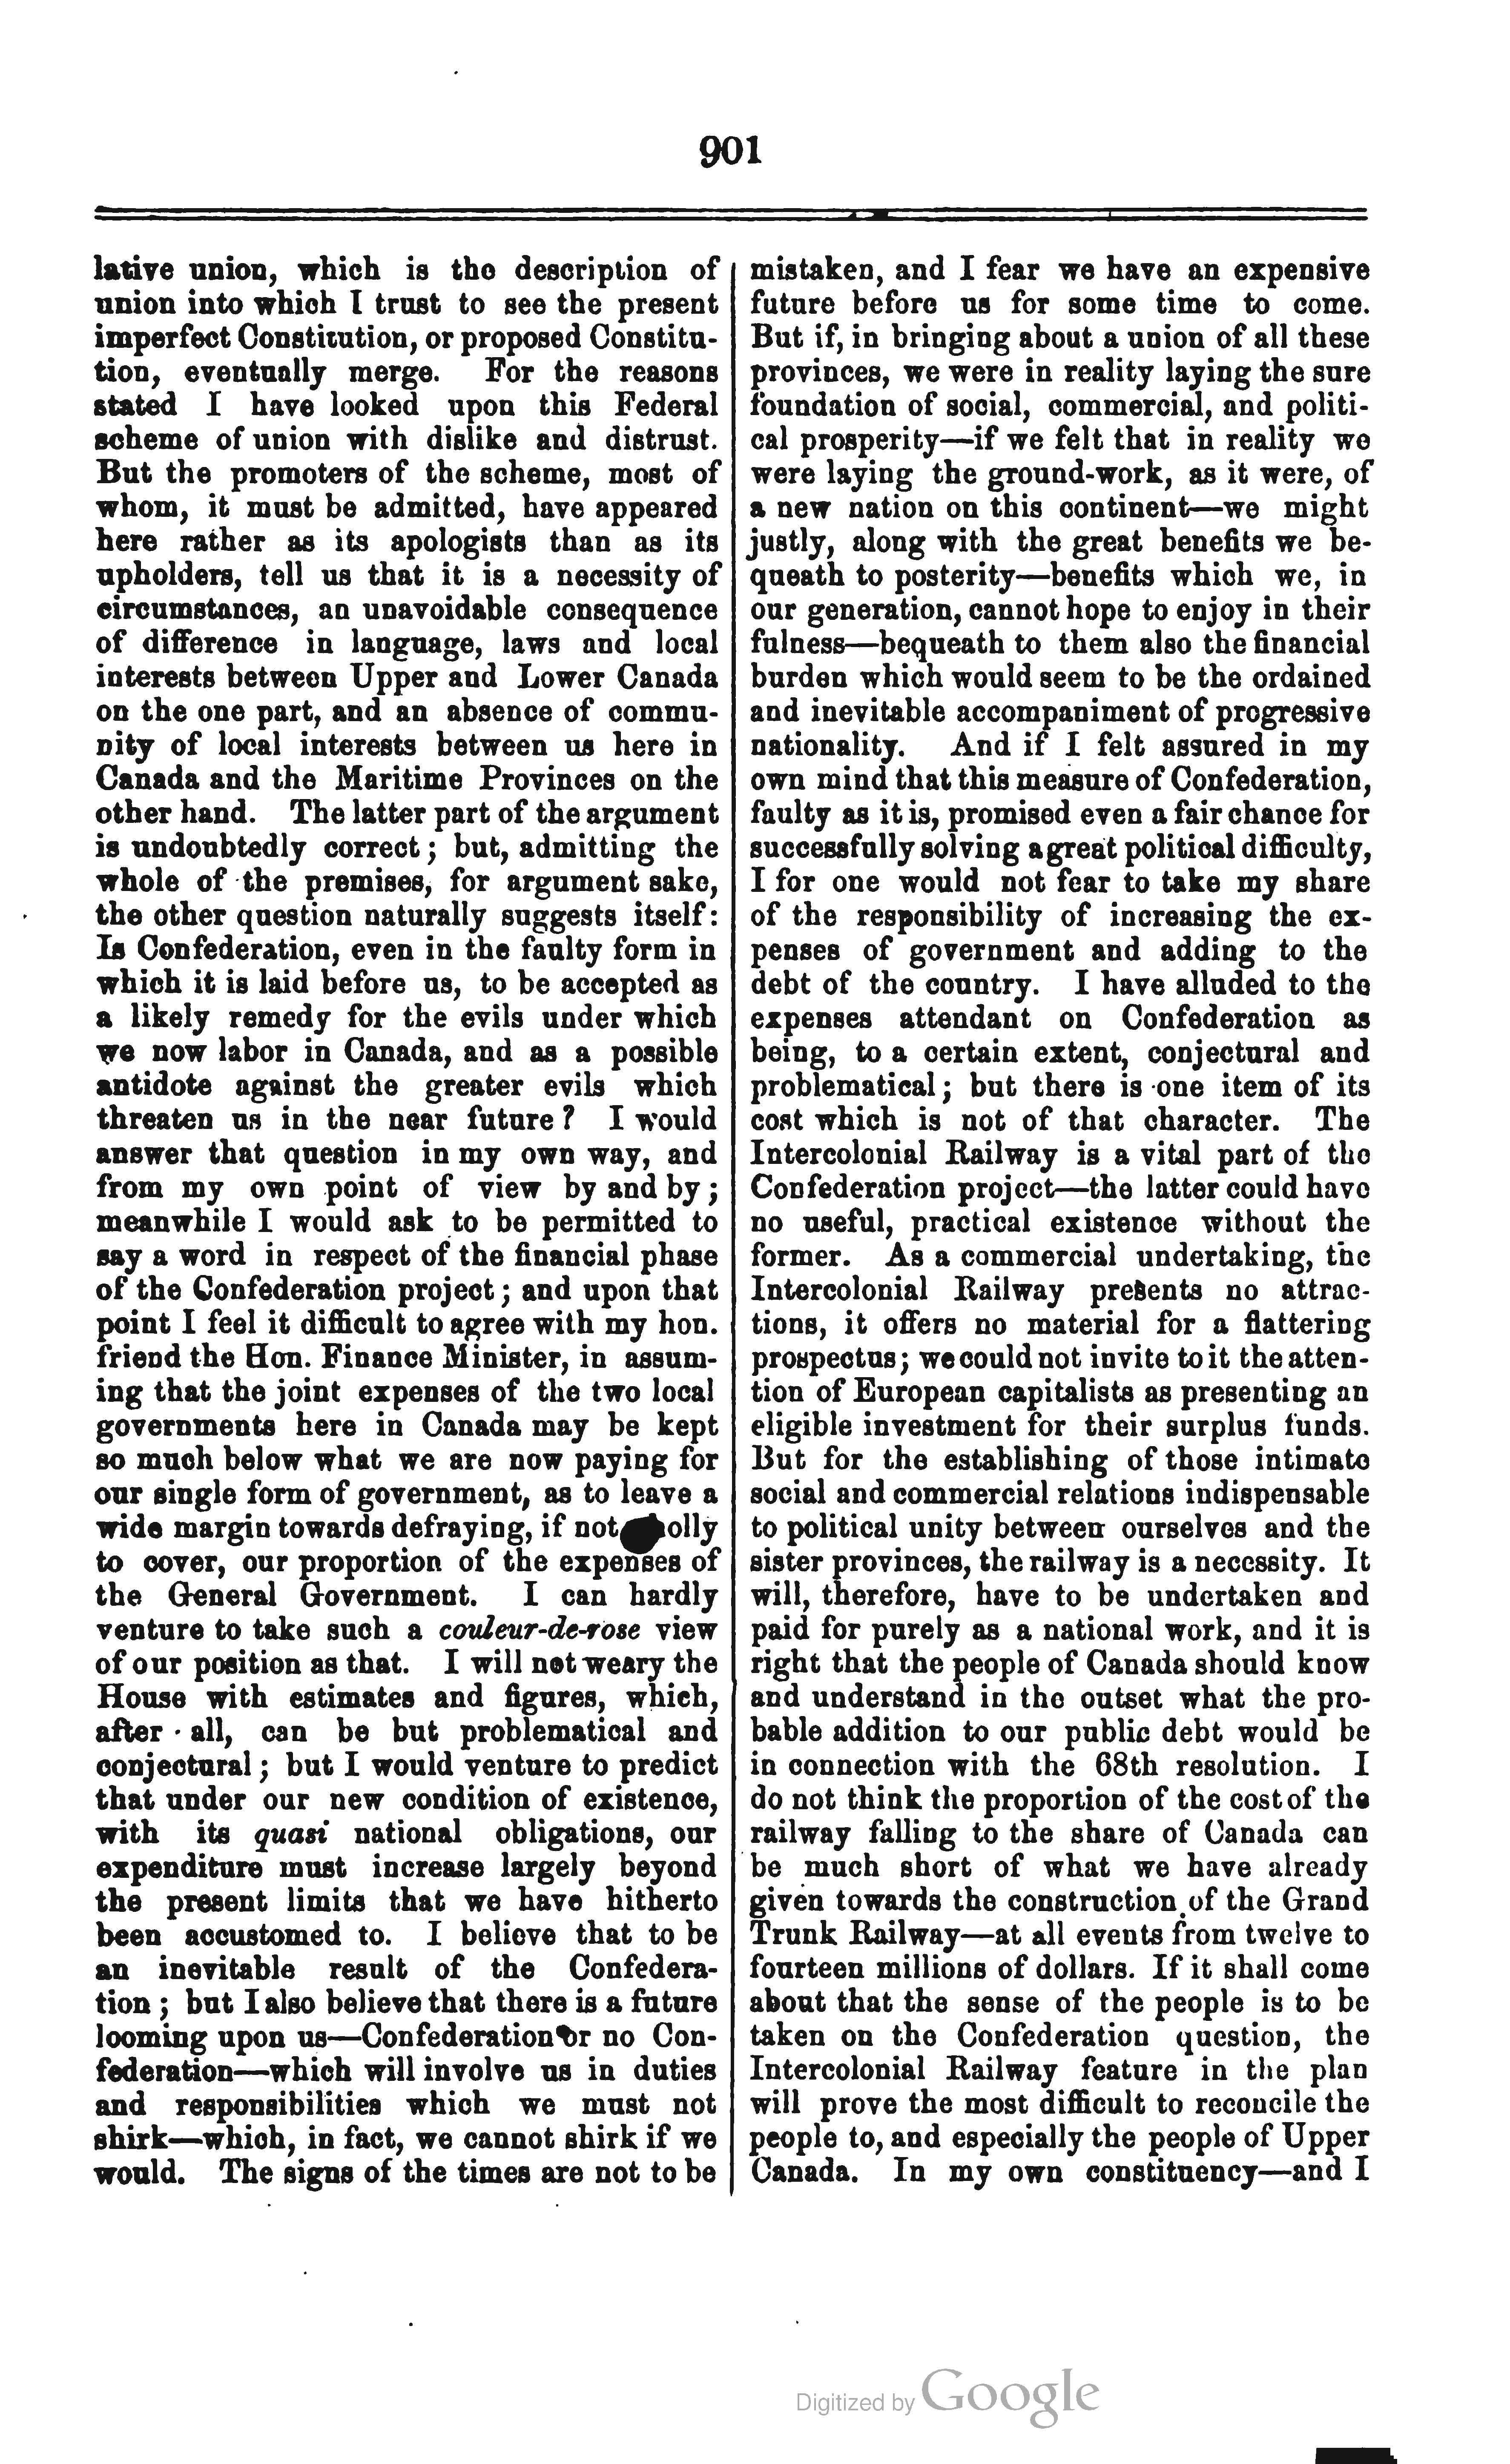 901
lative union, which is the description of
union into which I trust to see the present
imperfect Constitution, or proposed Constitu-
tion, eventually merge. For the reasons
stated I have looked upon this Federal
scheme of union with dislike and distrust.
But the promoters of the scheme, most of
whom, it must be admitted, have appeared
here rather as its apologists than as its
upholders, tell us that it is a necessity of
circumstances, an unavoidable consequence
of difference in language, laws and local
interests between Upper and Lower Canada
on the one part, and an absence of commu-
nity of local interests between us here in
Canada and the Maritime Provinces on the
other hand. The latter part of the argument
is undoubtedly correct; but, admitting the
whole of the premises, for argument sake,
the other question naturally suggests itself:
Is Confederation, even in the faulty form in
which it is laid before us, to be accepted as
a likely remedy for the evils under which
we now labor in Canada, and as a possible
antidote against the greater evils which
threaten us in the near future? I would
answer that question in my own way, and
from my own point of view by and by;
meanwhile I would ask to be permitted to
say a word in respect of the financial phase
of the Confederation project; and upon that
point I feel it difficult to agree with my hon.
friend the Hon. Finance Minister, in assum-
ing that the joint expenses of the two local
governments here in Canada may be kept
so much below what we are now paying for
our single form of government, as to leave a
wide margin towards defraying, if not olly
to cover, our proportion of the expenses of
the General Government. I can hardly
venture to take such a couleur-de-rose view
of our position as that. I will not weary the
House with estimates and figures, which,
after all, can be but problematical and
conjectural; but I would venture to predict
that under our new condition of existence,
with its quasi national obligations, our
expenditure must increase largely beyond
the present limits that we have hitherto
been accustomed to. I believe that to be
an inevitable result of the Confedera-
tion; but I also believe that there is a future
looming upon us—Confederation or no Con-
federation—which will involve us in duties
and responsibilities which we must not
shirk—which, in fact, we cannot shirk if we
would. The signs of the times are not to be
mistaken, and I fear we have an expensive
future before us for some time to come.
But if, in bringing about a union of all these
provinces, we were in reality laying the sure
foundation of social, commercial, and politi-
cal prosperity—if we felt that in reality we
were laying the ground-work, as it were, of
a new nation on this continent—we might
justly, along with the great benefits we be-
queath to posterity—benefits which we, in
our generation, cannot hope to enjoy in their
fulness—bequeath to them also the financial
burden which would seem to be the ordained
and inevitable accompaniment of progressive
nationality. And if I felt assured in my
own mind that this measure of Confederation,
faulty as it is, promised even a fair chance for
successfully solving a great political difficulty,
I for one would not fear to take my share
of the responsibility of increasing the ex-
penses of government and adding to the
debt of the country. I have alluded to the
expenses attendant on Confederation as
being, to a certain extent, conjectural and
problematical; but there is one item of its
cost which is not of that character. The
Intercolonial Railway is a vital part of the
Confederation project—the latter could have
no useful, practical existence without the
former. As a commercial undertaking, the
Intercolonial Railway presents no attrac-
tions, it offers no material for a flattering
prospectus; we could not invite to it the atten-
tion of European capitalists as presenting an
eligible investment for their surplus funds.
But for the establishing of those intimate
social and commercial relations indispensable
to political unity between ourselves and the
sister provinces, the railway is a necessity. It
will, therefore, have to be undertaken and
paid for purely as a national work, and it is
right that the people of Canada should know
and understand in the outset what the pro-
bable addition to our public debt would be
in connection with the 68th resolution. I
do not think the proportion of the cost of the
railway falling to the share of Canada can
be much short of what we have already
given towards the construction of the Grand
Trunk Railway—at all events from twelve to
fourteen millions of dollars. If it shall come
about that the sense of the people is to be
taken on the Confederation question, the
Intercolonial Railway feature in the plan
will prove the most difficult to reconcile the
people to, and especially the people of Upper
Canada. In my own constituency—and I
Digitized by Google